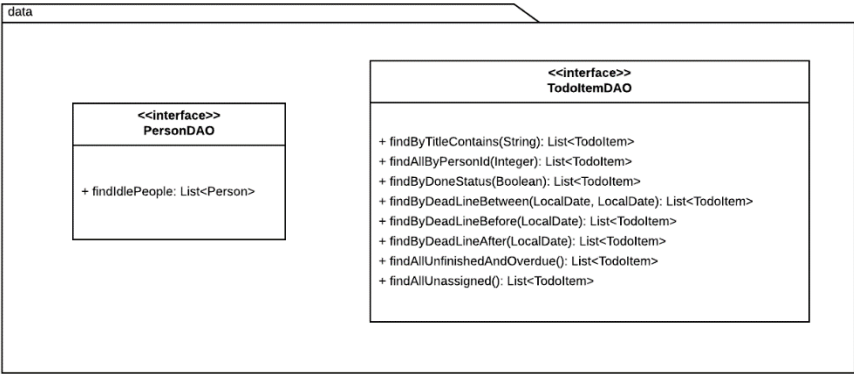 data
<<interface>>
PersonDAO
+ findIdlePeople: List<Person>
<<interface>>
TodoItemDAO
+ findByTitleContains(String): List<TodoItem>
+ findAllByPersonId(Integer): List<TodoItem>
+ findByDoneStatus(Boolean): List<TodoItem>
+ findByDeadLineBetween(LocalDate, LocalDate): List<TodoItem>
+ findByDeadLineBefore(LocalDate): List<TodoItem>
+ findByDeadLineAfter(LocalDate): List<TodoItem>
+ findAllUnfinishedAndOverdue(): List<TodoItem>
+ findAllUnassigned(): List<TodoItem>